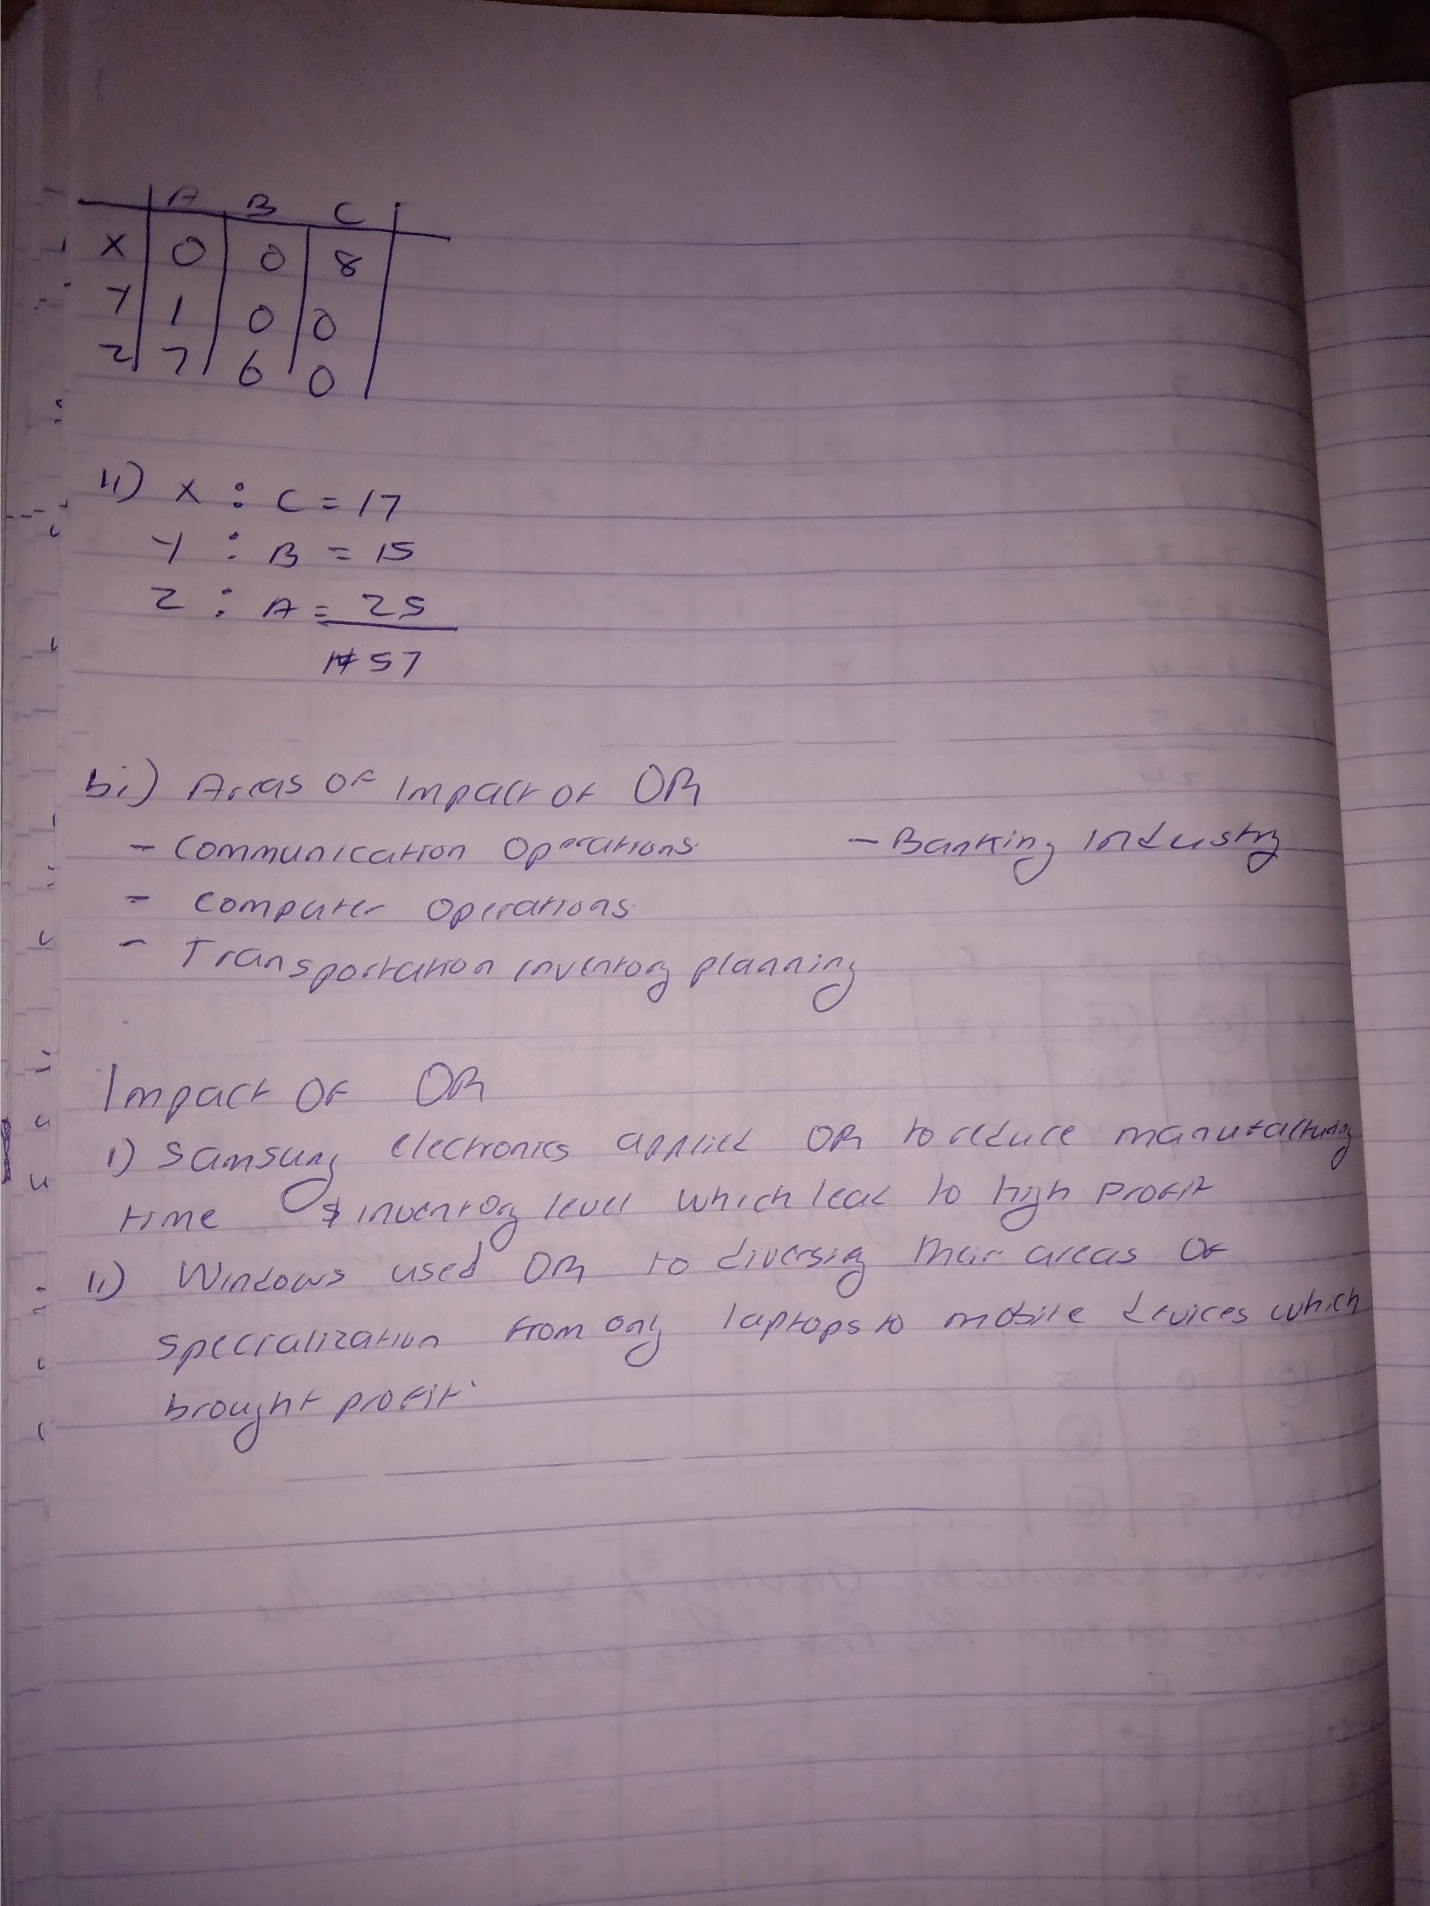 A B C
X 0 0 8
Y 1 0 0
Z 7 6 0
ii) X : C = 17
Y : B = 15
Z : A = 25
57
bi) Areas of Impact of OR
- Communication Operations - Banking Industry
- Computer Operations
- Transportation inventory planning
Impact Of OR
i) Samsung electronics applied OR to reduce manufacturing
time & inventory level which lead to high profit
ii) Windows used OR to diversify their areas of
specialization from only laptops to mobile devices which
brought profit.